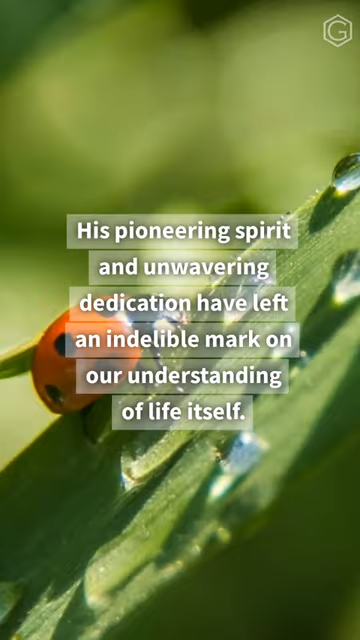 G
His pioneering spirit
and unwavering
dedication have left
an indelible mark on
our understanding
of life itself.